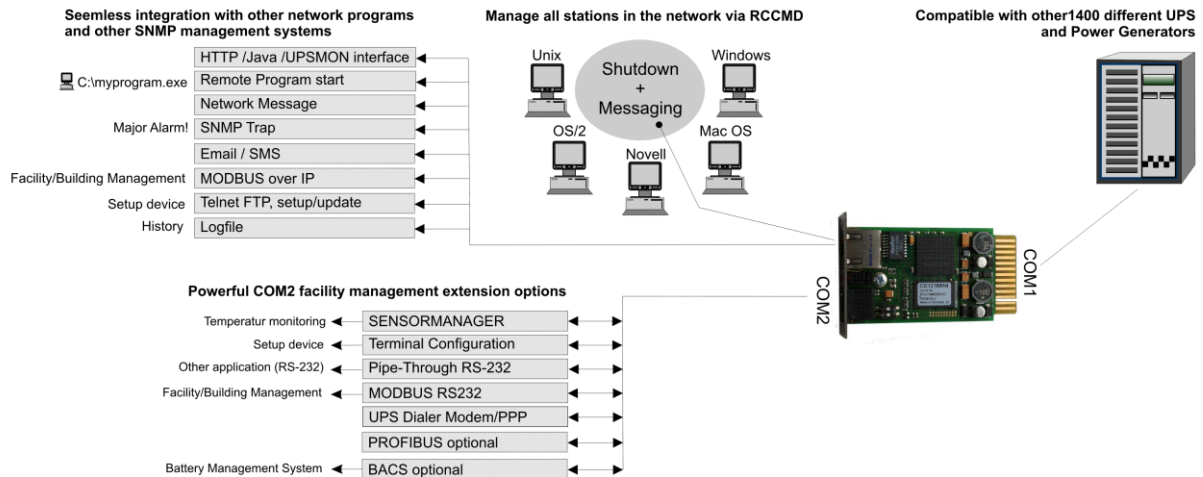 Seemless integration with other network programs
and other SNMP management systems
HTTP /Java /UPSMON interface
C:\myprogram.exe Remote Program start
Network Message
Major Alarm! SNMP Trap
Email / SMS
Facility/Building Management MODBUS over IP
Setup device Telnet FTP, setup/update
History Logfile
Manage all stations in the network via RCCMD
Unix
Windows
Shutdown
+
Messaging
OS/2
Mac OS
Novell
Compatible with other1400 different UPS
and Power Generators
COM1
COM2
Powerful COM2 facility management extension options
Temperatur monitoring SENSORMANAGER
Setup device Terminal Configuration
Other application (RS-232) Pipe-Through RS-232
Facility/Building Management MODBUS RS232
UPS Dialer Modem/PPP
PROFIBUS optional
Battery Management System BACS optional